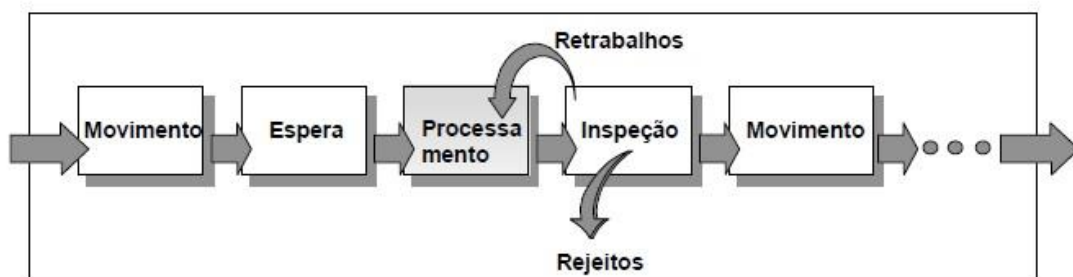 Retrabalhos
Movimento
Espera
Processa
mento
Inspeção
Movimento
Rejeitos